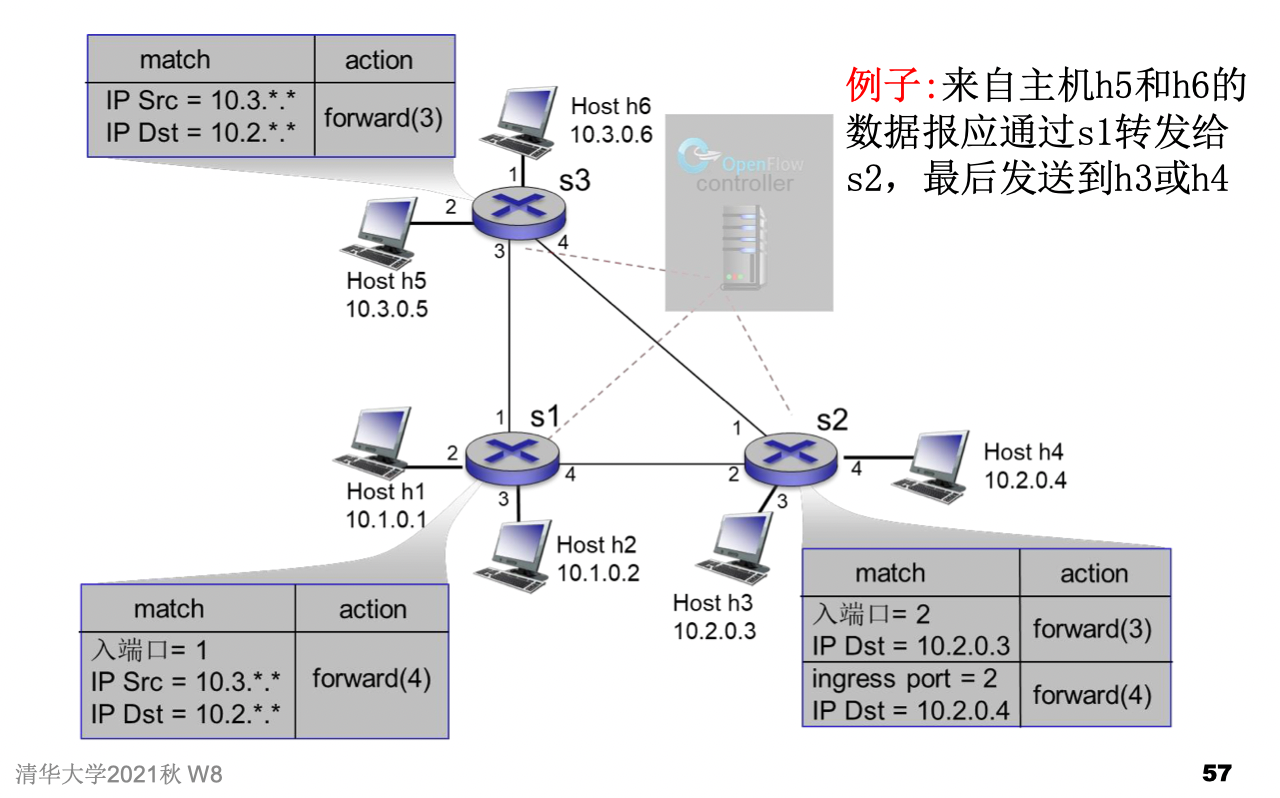 match action
IP Src = 10.3.*.*
IP Dst = 10.2.*.*
forward(3)
例子:来自主机h5和h6的
数据报应通过s1转发给
s2，最后发送到h3或h4
Host h6
10.3.0.6
OpenFlow
controller
1
s3
2
3
4
Host h5
10.3.0.5
1
s1
2
3
4
Host h1
10.1.0.1
Host h2
10.1.0.2
1
s2
2
3
4
Host h4
10.2.0.4
Host h3
10.2.0.3
match action
入端口= 1
IP Src = 10.3.*.*
IP Dst = 10.2.*.*
forward(4)
match action
入端口= 2
IP Dst = 10.2.0.3
forward(3)
ingress port = 2
IP Dst = 10.2.0.4
forward(4)
清华大学2021秋 W8
57